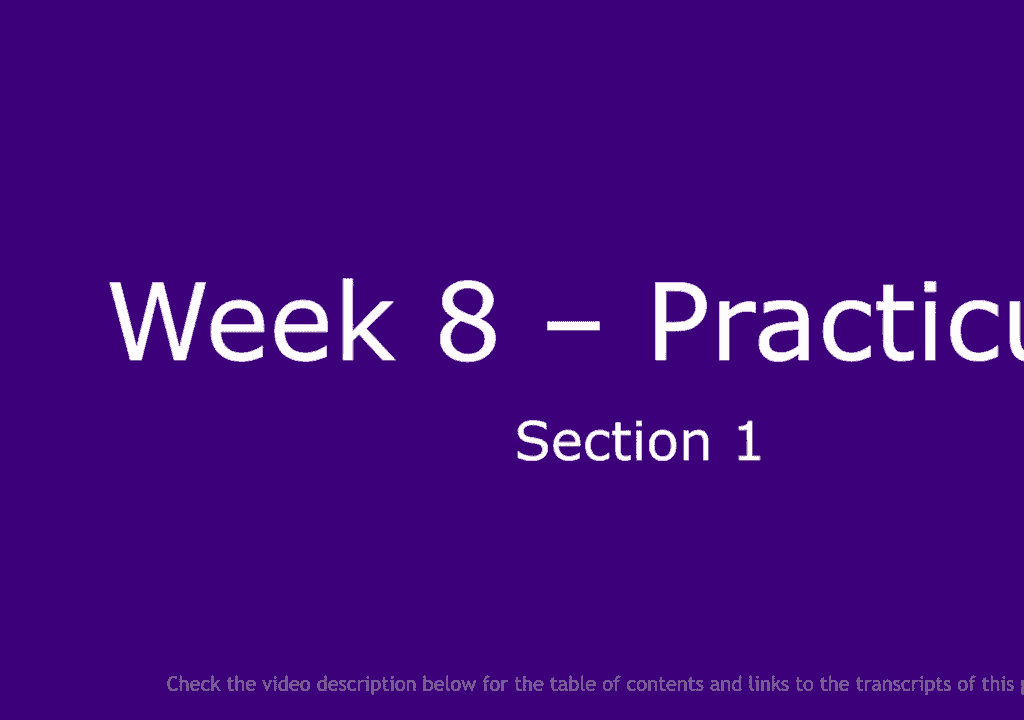 Week 8 – Practicu
Section 1
Check the video description below for the table of contents and links to the transcripts of this